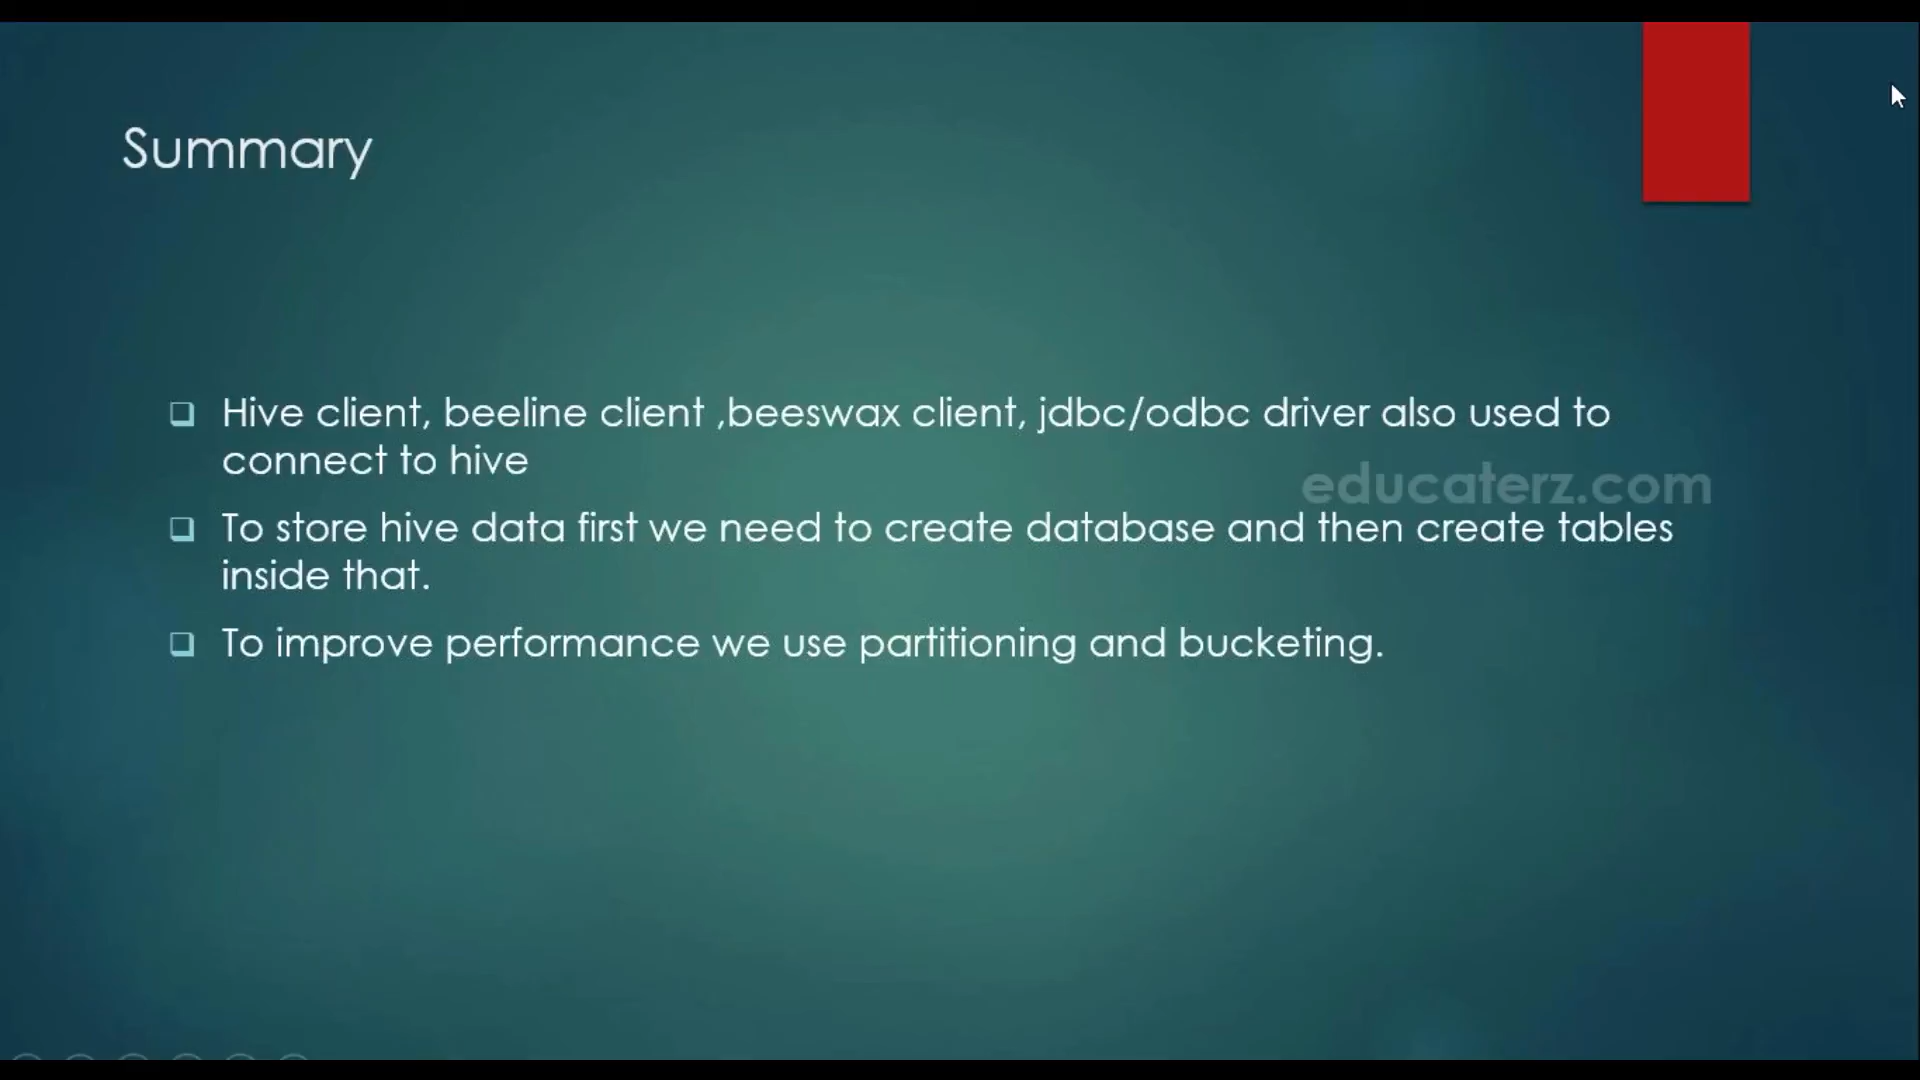 Summary
Hive client, beeline client ,beeswax client, jdbc/odbc driver also used to
connect to hive
educaterz.com
To store hive data first we need to create database and then create tables
inside that.
To improve performance we use partitioning and bucketing.